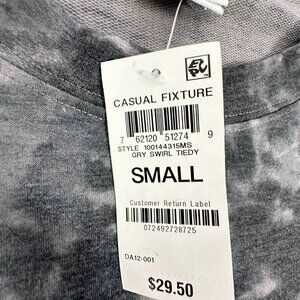 CASUAL FIXTURE
7 62120 51274 9
STYLE 100144315MS
GRY SWIRL TIEDY
SMALL
Customer Return Label
072492728725
DA12-001
$29.50